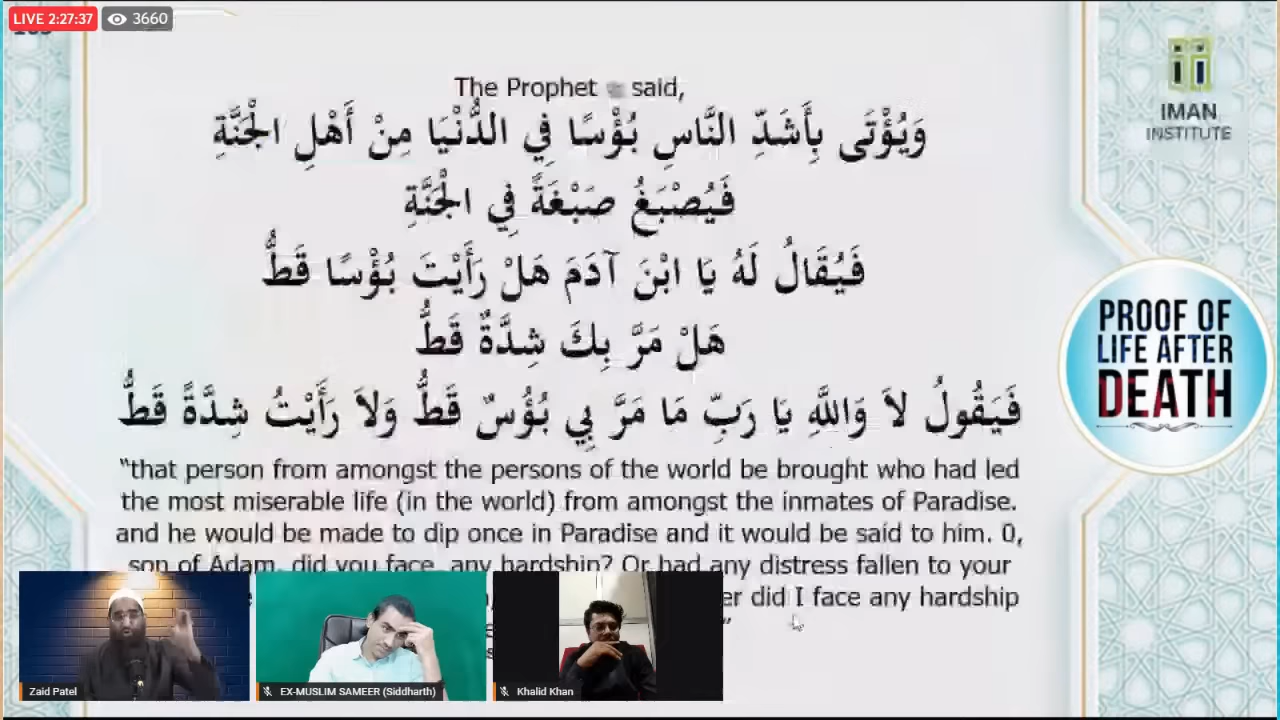 LIVE 2:27:37
3660
The Prophet ﷺ said,
وَيُؤْتَى بِأَشَدِّ النَّاسِ بُؤْسًا فِي الدُّنْيَا مِنْ أَهْلِ الْجَنَّةِ
فَيُصْبَغُ صَبْغَةً فِي الْجَنَّةِ
فَيُقَالُ لَهُ يَا ابْنَ آدَمَ هَلْ رَأَيْتَ بُؤْسًا قَطُّ
هَلْ مَرَّ بِكَ شِدَّةٌ قَطُّ
فَيَقُولُ لاَ وَاللَّهِ يَا رَبِّ مَا مَرَّ بِي بُؤُسٌ قَطُّ وَلاَ رَأَيْتُ شِدَّةً قَطُّ
"that person from amongst the persons of the world be brought who had led
the most miserable life (in the world) from amongst the inmates of Paradise.
and he would be made to dip once in Paradise and it would be said to him. 0,
son of Adam, did you face, any hardship? Or had any distress fallen to your
did I face any hardship
IMAN
INSTITUTE
PROOF OF
LIFE AFTER
DEATH
Zaid Patel
EX-MUSLIM SAMEER (Siddharth)
Khalid Khan